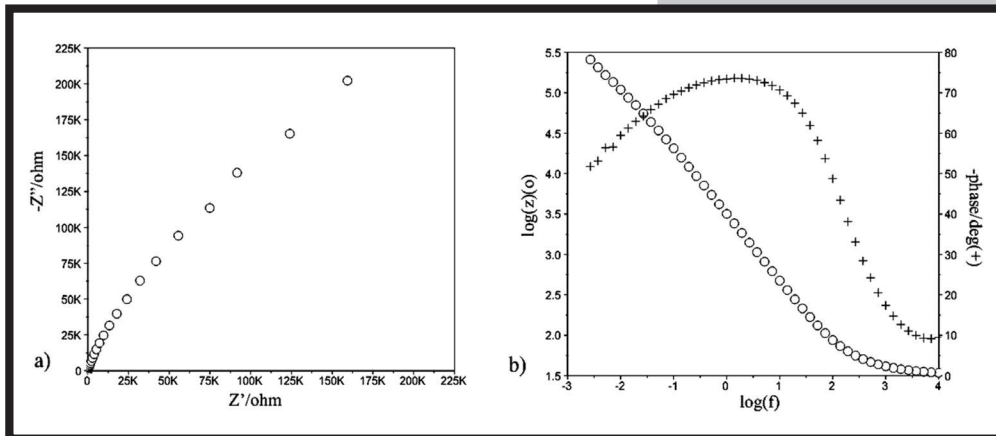 225K
200K
175K
150K
125K
100K
75K
50K
25K
0
-Z"/ohm
0
25K
50K
75K
100K
125K
150K
175K
200K
225K
Z'/ohm
a)
5.5
5.0
4.5
4.0
3.5
3.0
2.5
2.0
1.5
log(z)(o)
80
70
60
50
40
30
20
10
0
-phase/deg(+)
-3
-2
-1
0
1
2
3
4
log(f)
b)